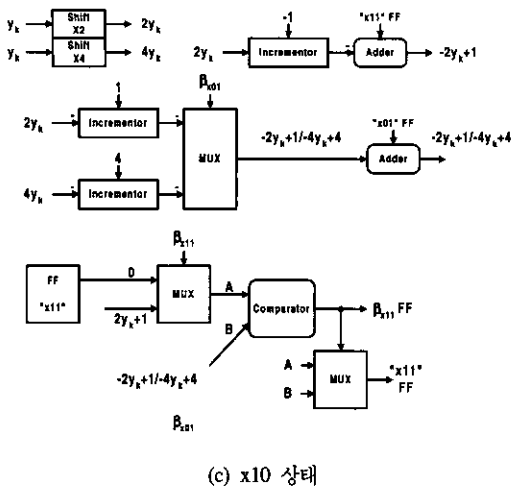 y_k Shift X2 2y_k
y_k Shift X4 4y_k
-1
2y_k Incrementor "x11" FF Adder -2y_k+1
1
2y_k Incrementor
β_x01
MUX -2y_k+1/-4y_k+4 "x01" FF Adder -2y_k+1/-4y_k+4
4
4y_k Incrementor
β_x11
FF "x11" 0 MUX A Comparator β_x11 FF
2y_k+1
B
-2y_k+1/-4y_k+4
β_x01
A
B
MUX "x11" FF
(c) x10 상태